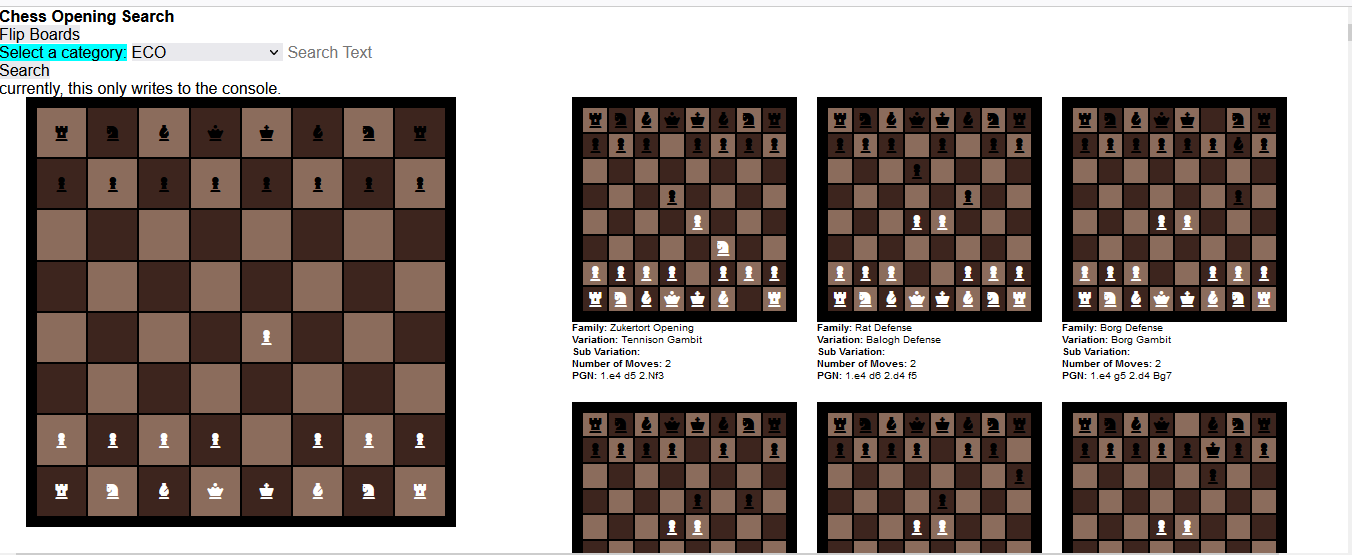 Chess Opening Search
Flip Boards
Select a category: ECO Search Text
Search
currently, this only writes to the console.
Family: Zukertort Opening
Variation: Tennison Gambit
Sub Variation:
Number of Moves: 2
PGN: 1.e4 d5 2.Nf3
Family: Rat Defense
Variation: Balogh Defense
Sub Variation:
Number of Moves: 2
PGN: 1.e4 d6 2.d4 f5
Family: Borg Defense
Variation: Borg Gambit
Sub Variation:
Number of Moves: 2
PGN: 1.e4 g5 2.d4 Bg7